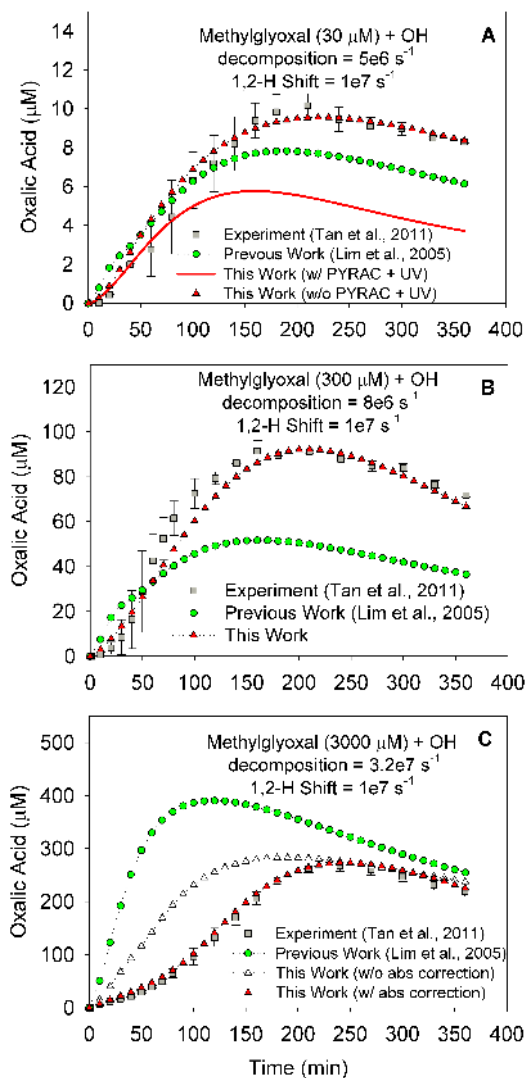 A
Methylglyoxal (30 μM) + OH
decomposition = 5e6 s⁻¹
1,2-H Shift = 1e7 s⁻¹
14
12
10
8
6
4
2
0
Oxalic Acid (μM)
Experiment (Tan et al., 2011)
Prevous Work (Lim et al., 2005)
This Work (w/ PYRAC + UV)
This Work (w/o PYRAC + UV)
0 50 100 150 200 250 300 350 400
B
Methylglyoxal (300 μM) + OH
decomposition = 8e6 s⁻¹
1,2-H Shift = 1e7 s⁻¹
120
100
80
60
40
20
0
Oxalic Acid (μM)
Experiment (Tan et al., 2011)
Previous Work (Lim et al., 2005)
This Work
0 50 100 150 200 250 300 350 400
C
Methylglyoxal (3000 μM) + OH
decomposition = 3.2e7 s⁻¹
1,2-H Shift = 1e7 s⁻¹
500
400
300
200
100
0
Oxalic Acid (μM)
Experiment (Tan et al., 2011)
Previous Work (Lim et al., 2005)
This Work (w/o abs correction)
This Work (w/ abs correction)
0 50 100 150 200 250 300 350 400
Time (min)